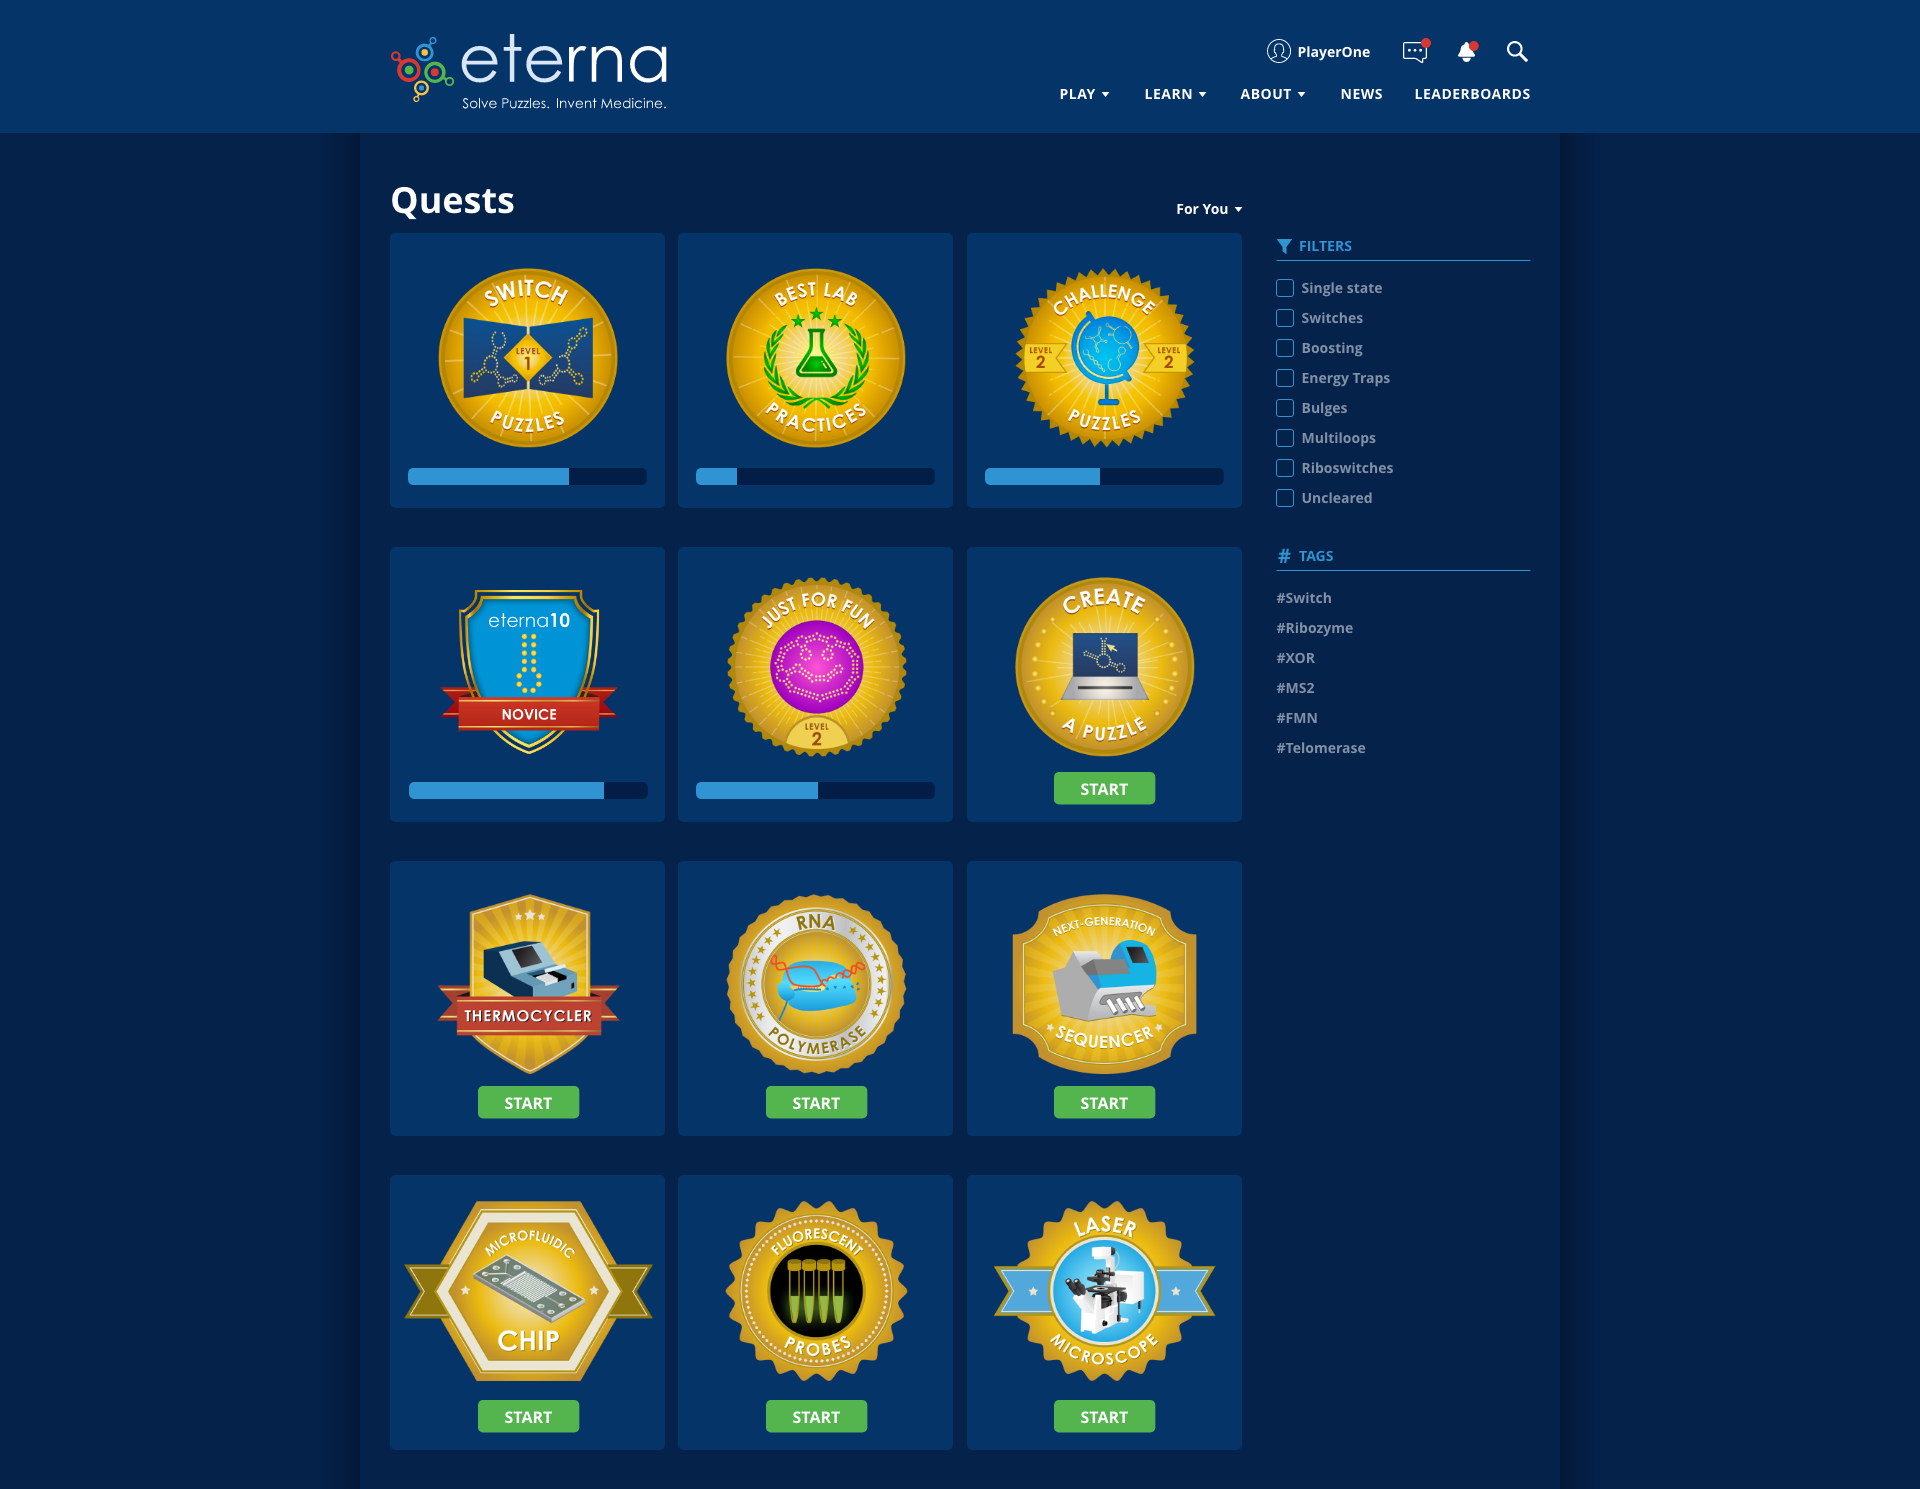 eterna
Solve Puzzles. Invent Medicine.
PlayerOne
PLAY
LEARN
ABOUT
NEWS
LEADERBOARDS
Quests
For You
SWITCH
LEVEL
1
PUZZLES
BEST LAB
PRACTICES
CHALLENGE
LEVEL
2
LEVEL
2
PUZZLES
eterna10
NOVICE
JUST FOR FUN
LEVEL
2
CREATE
A PUZZLE
START
THERMOCYCLER
START
RNA
POLYMERASE
START
NEXT-GENERATION
SEQUENCER
START
MICROFLUIDIC
CHIP
START
FLUORESCENT
PROBES
START
LASER
MICROSCOPE
START
FILTERS
Single state
Switches
Boosting
Energy Traps
Bulges
Multiloops
Riboswitches
Uncleared
# TAGS
#Switch
#Ribozyme
#XOR
#MS2
#FMN
#Telomerase